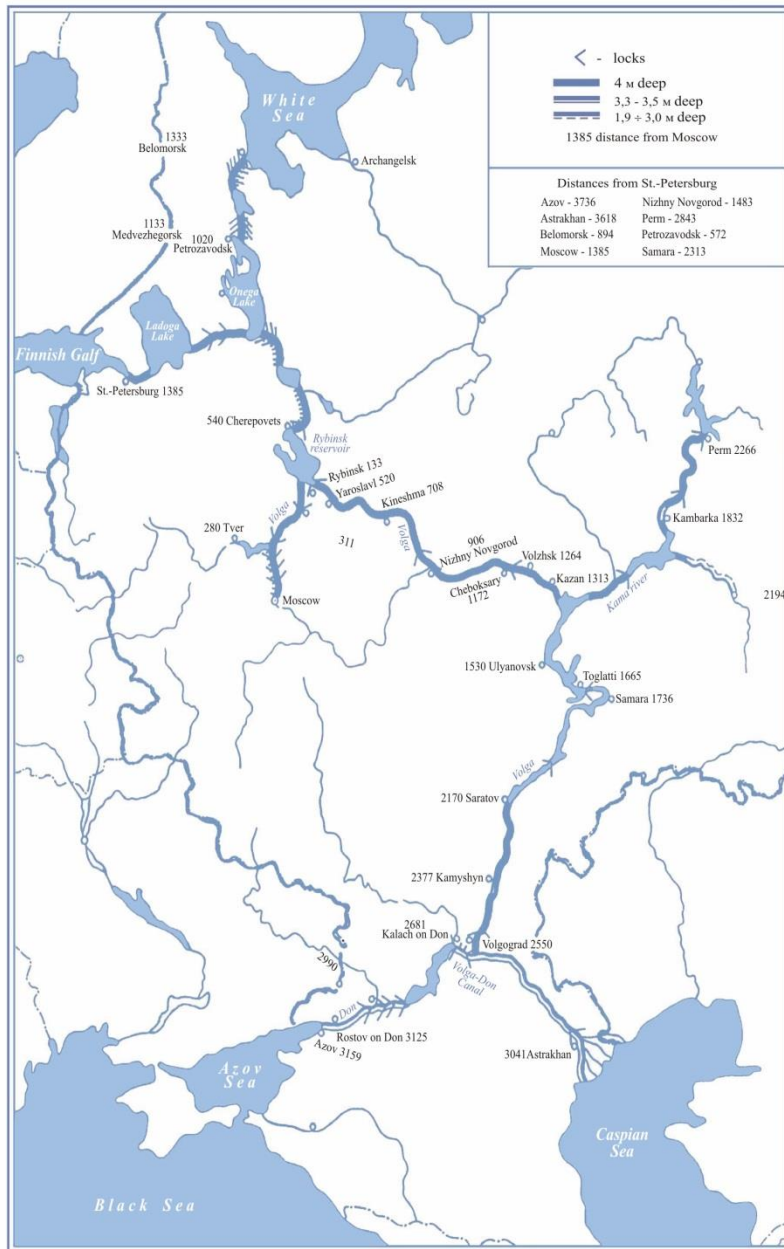 < - locks
4 м deep
3,3 - 3,5 м deep
1,9 ÷ 3,0 м deep
1385 distance from Moscow
Distances from St.-Petersburg
Azov - 3736
Astrakhan - 3618
Belomorsk - 894
Moscow - 1385
Nizhny Novgorod - 1483
Perm - 2843
Petrozavodsk - 572
Samara - 2313
White
Sea
1333
Belomorsk
Archangelsk
1133
Medvezhegorsk
1020
Petrozavodsk
Onega
Lake
Ladoga
Lake
Finnish Galf
St.-Petersburg 1385
540 Cherepovets
Rybinsk
reservoir
Rybinsk 133
Yaroslavl 520
Kineshma 708
Volga
280 Tver
311
Volga
906
Nizhny Novgorod
Volzhsk 1264
Cheboksary
1172
Kazan 1313
Moscow
Perm 2266
Kambarka 1832
Kama river
2194
1530 Ulyanovsk
Toglatti 1665
Samara 1736
Volga
2170 Saratov
2377 Kamyshyn
2681
Kalach on Don
Volgograd 2550
Volga-Don
Canal
2990
Don
Rostov on Don 3125
Azov 3159
3041Astrakhan
Azov
Sea
Caspian
Sea
Black Sea